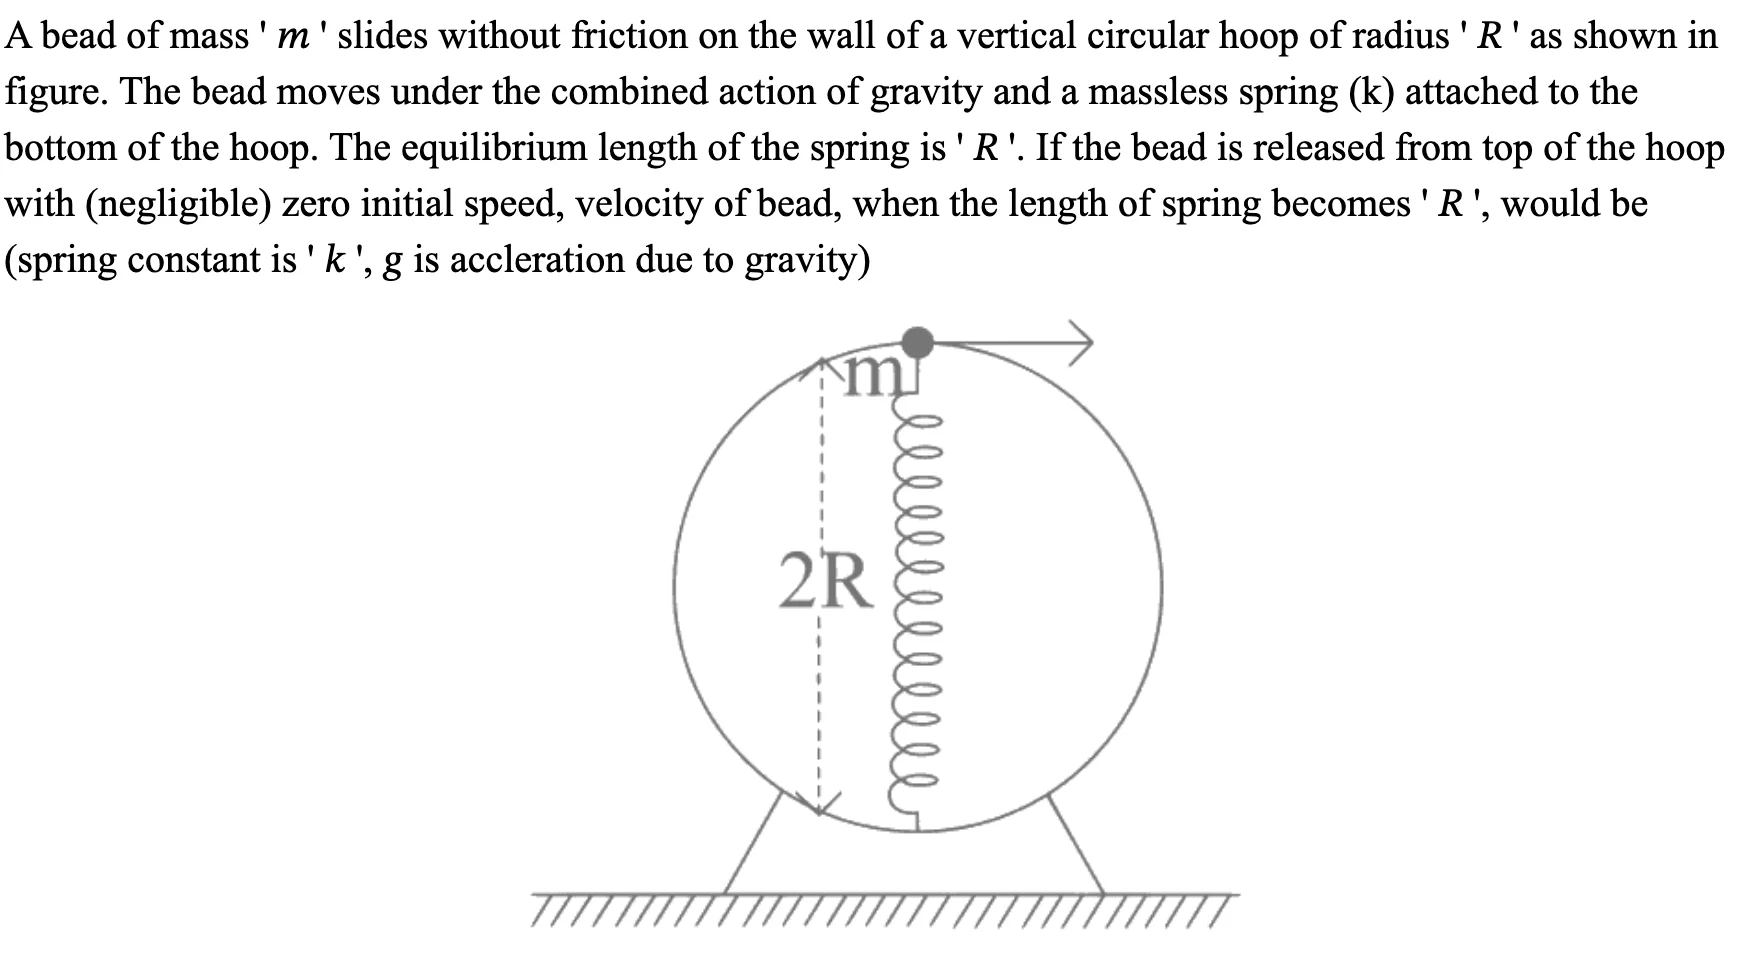 A bead of mass ' m ' slides without friction on the wall of a vertical circular hoop of radius ' R ' as shown in
figure. The bead moves under the combined action of gravity and a massless spring (k) attached to the
bottom of the hoop. The equilibrium length of the spring is ' R '. If the bead is released from top of the hoop
with (negligible) zero initial speed, velocity of bead, when the length of spring becomes ' R ', would be
(spring constant is ' k ', g is accleration due to gravity)
m
2R